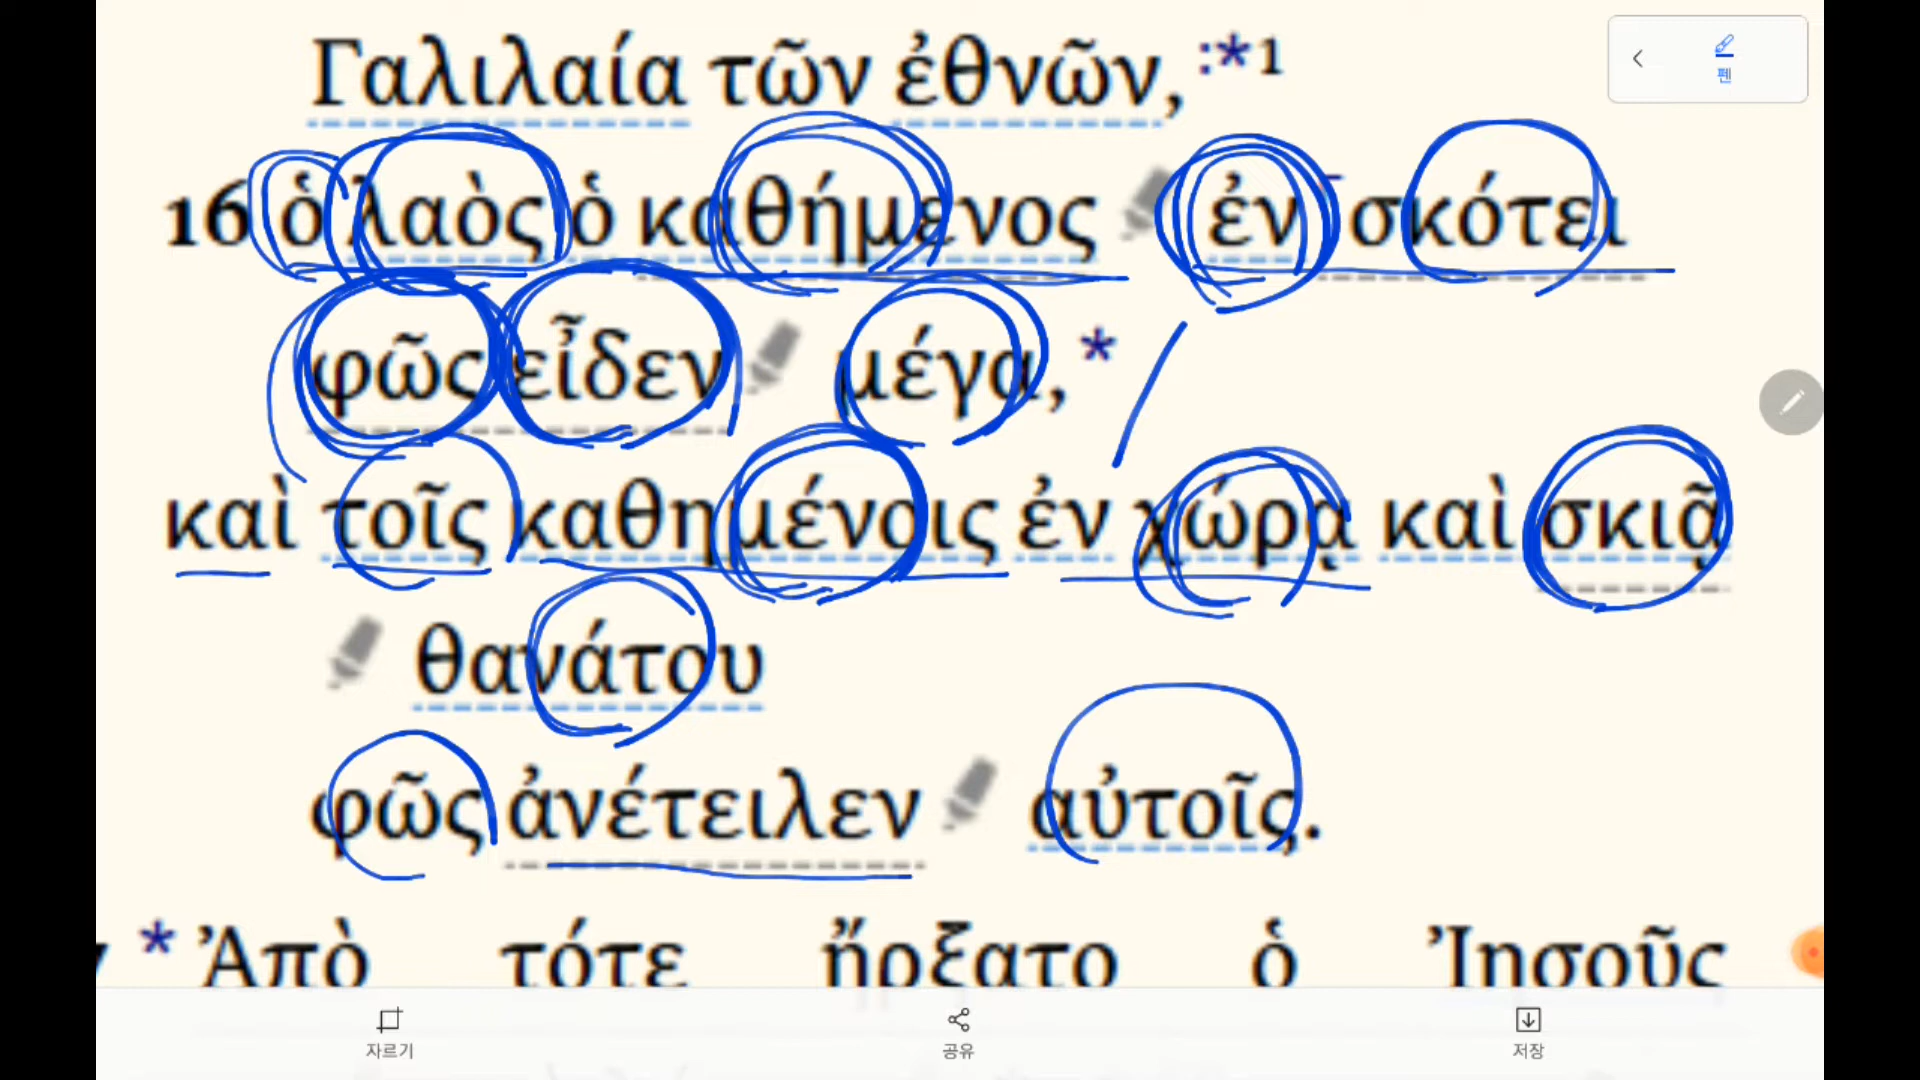 Γαλιλαία τῶν ἐθνῶν,:*1
펜
16 ὁ λαὸς ὁ καθήμενος ἐν σκότει
φῶς εἶδεν μέγα,*
καὶ τοῖς καθημένοις ἐν χώρᾳ καὶ σκιᾷ
θανάτου
φῶς ἀνέτειλεν αὐτοῖς.
* Ἀπὸ τότε ἤρξατο ὁ Ἰησοῦς
자르기 공유 저장